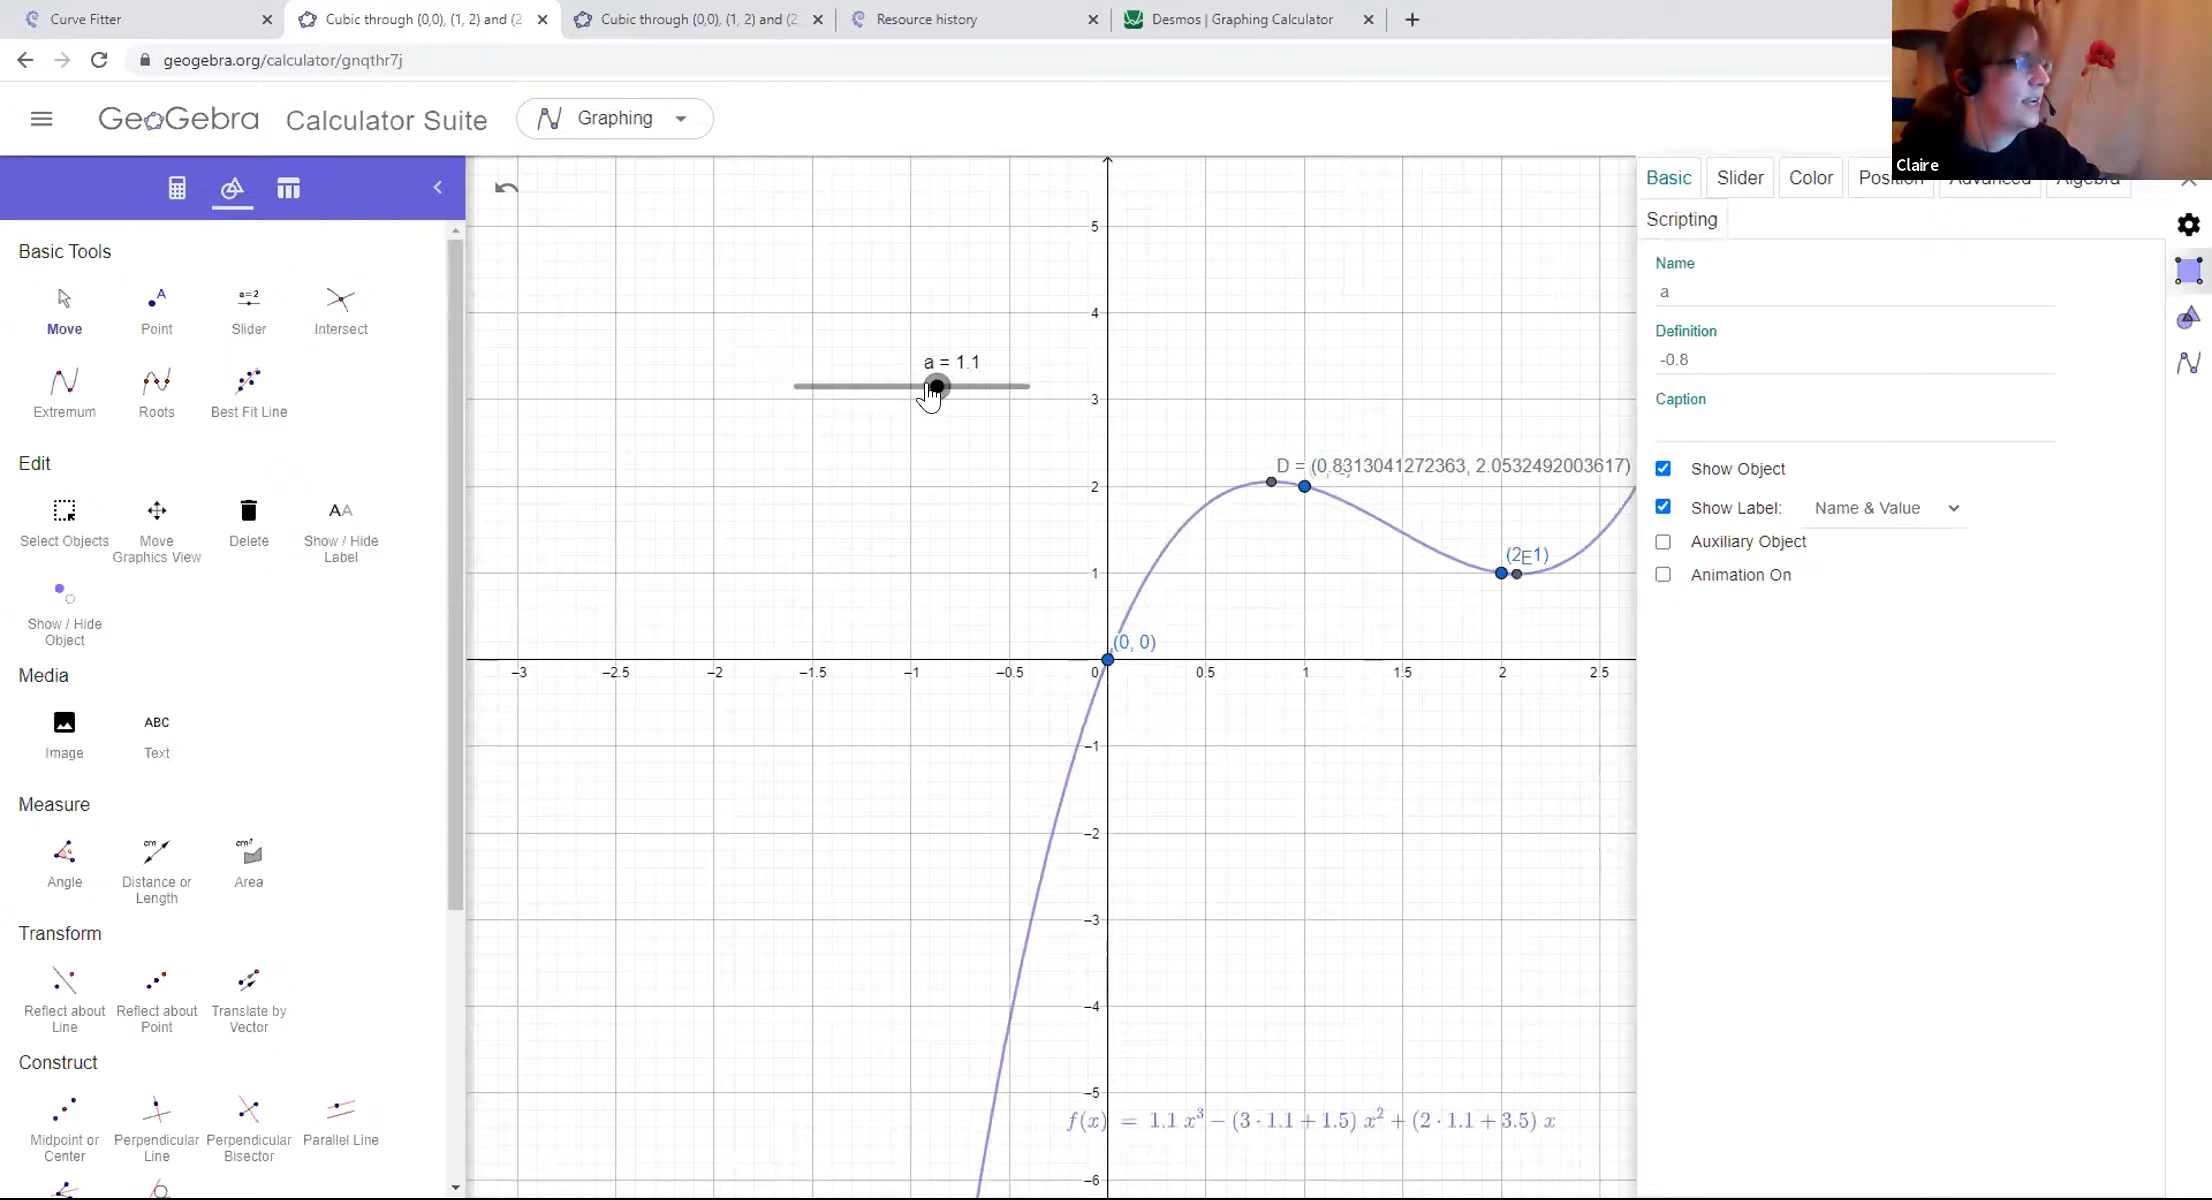 Curve Fitter
Cubic through (0,0), (1, 2) and (2
Cubic through (0,0), (1, 2) and (2
Resource history
Desmos | Graphing Calculator
geogebra.org/calculator/gnqthr7j
GeoGebra
Calculator Suite
Graphing
Claire
Basic
Slider
Color
Position
Advanced
Algebra
Scripting
Basic Tools
Move
Point
a=2
Slider
Intersect
Extremum
Roots
Best Fit Line
Edit
Select Objects
Move
Graphics View
Delete
AA
Show / Hide
Label
Show / Hide
Object
Media
Image
ABC
Text
Measure
Angle
cm
Distance or
Length
cm²
Area
Transform
Reflect about
Line
Reflect about
Point
Translate by
Vector
Construct
Midpoint or
Center
Perpendicular
Line
Perpendicular
Bisector
Parallel Line
a = 1.1
D = (0.8313041272363, 2.0532492003617)
(2E1)
(0, 0)
5
4
3
2
1
−3
−2.5
−2
−1.5
−1
−0.5
0
0.5
1
1.5
2
2.5
−1
−2
−3
−4
−5
−6
f(x) = 1.1 x³ − (3 · 1.1 + 1.5) x² + (2 · 1.1 + 3.5) x
Name
a
Definition
-0.8
Caption
Show Object
Show Label:
Name & Value
Auxiliary Object
Animation On